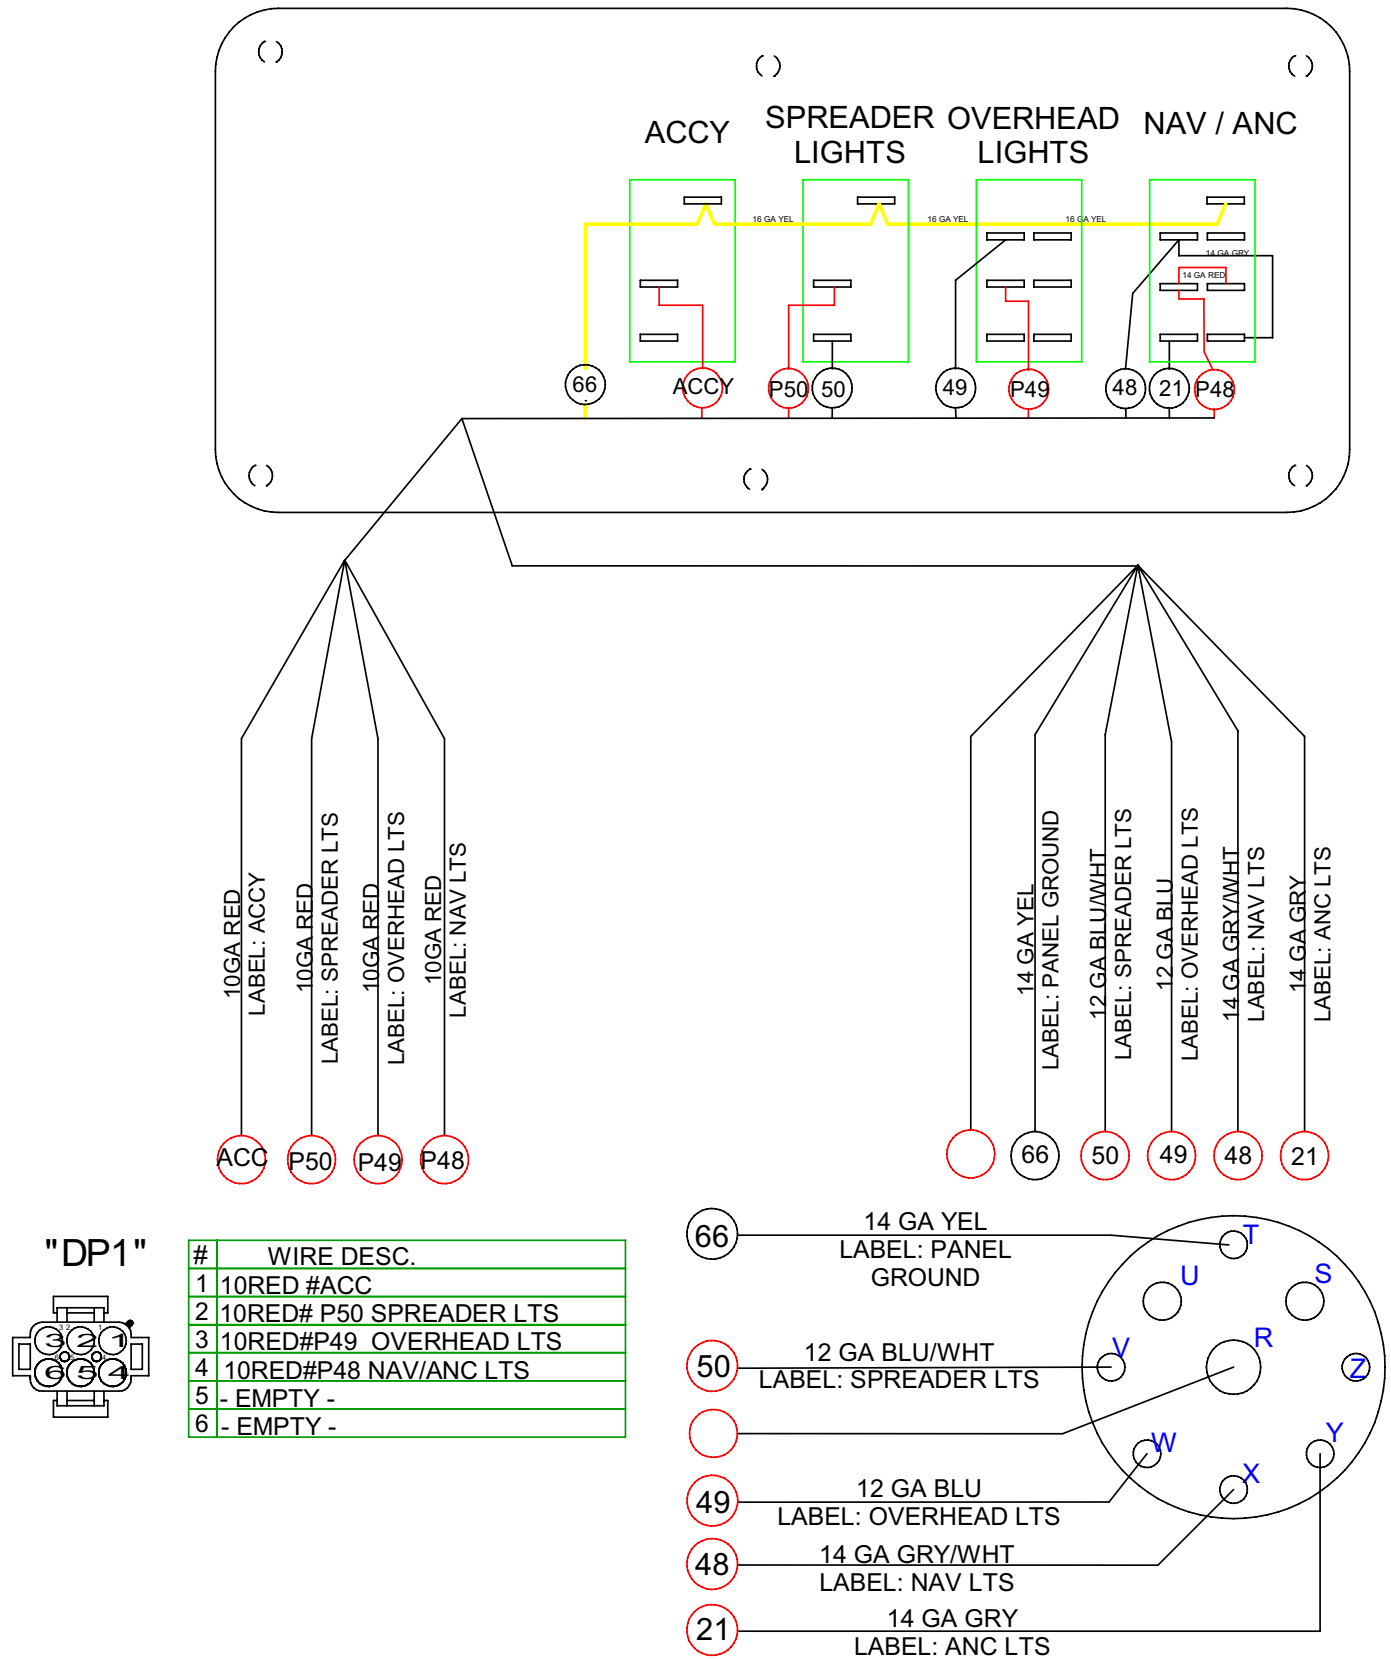 ACCY
SPREADER
LIGHTS
OVERHEAD
LIGHTS
NAV / ANC
16 GA YEL
16 GA YEL
16 GA YEL
14 GA GRY
14 GA RED
66
ACCY
P50
50
49
P49
48
21
P48
10GA RED
LABEL: ACCY
10GA RED
LABEL: SPREADER LTS
10GA RED
LABEL: OVERHEAD LTS
10GA RED
LABEL: NAV LTS
14 GA YEL
LABEL: PANEL GROUND
12 GA BLU/WHT
LABEL: SPREADER LTS
12 GA BLU
LABEL: OVERHEAD LTS
14 GA GRY/WHT
LABEL: NAV LTS
14 GA GRY
LABEL: ANC LTS
ACC
P50
P49
P48
66
50
49
48
21
"DP1"
# WIRE DESC.
1 10RED #ACC
2 10RED# P50 SPREADER LTS
3 10RED#P49 OVERHEAD LTS
4 10RED#P48 NAV/ANC LTS
5 - EMPTY -
6 - EMPTY -
3 2 1
3 2 1
6 5 4
66
14 GA YEL
LABEL: PANEL
GROUND
50
12 GA BLU/WHT
LABEL: SPREADER LTS
49
12 GA BLU
LABEL: OVERHEAD LTS
48
14 GA GRY/WHT
LABEL: NAV LTS
21
14 GA GRY
LABEL: ANC LTS
T
U
S
V
R
Z
W
X
Y